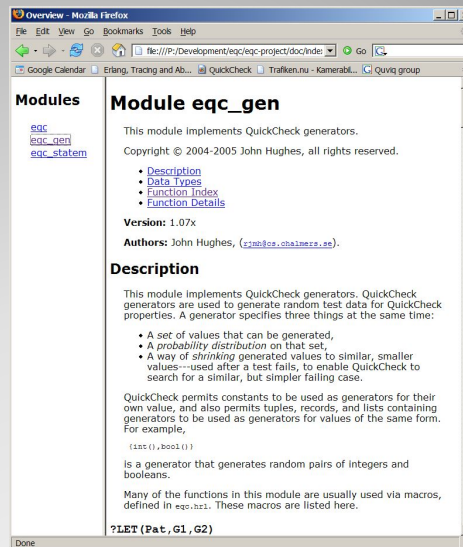 Overview - Mozilla Firefox
File Edit View Go Bookmarks Tools Help
file:///P:/Development/eqc/eqc-project/doc/index Go G
Google Calendar Erlang, Tracing and Ab... QuickCheck Trafiken.nu - Kamerabil... Quviq group
Modules
eqc
eqc_gen
eqc_statem
Module eqc_gen
This module implements QuickCheck generators.
Copyright © 2004-2005 John Hughes, all rights reserved.
• Description
• Data Types
• Function Index
• Function Details
Version: 1.07x
Authors: John Hughes, (rjmh@cs.chalmers.se).
Description
This module implements QuickCheck generators. QuickCheck
generators are used to generate random test data for QuickCheck
properties. A generator specifies three things at the same time:
• A set of values that can be generated,
• A probability distribution on that set,
• A way of shrinking generated values to similar, smaller
values---used after a test fails, to enable QuickCheck to
search for a similar, but simpler failing case.
QuickCheck permits constants to be used as generators for their
own value, and also permits tuples, records, and lists containing
generators to be used as generators for values of the same form.
For example,
{int(),bool()}
is a generator that generates random pairs of integers and
booleans.
Many of the functions in this module are usually used via macros,
defined in eqc.hrl. These macros are listed here.
?LET(Pat,G1,G2)
Done